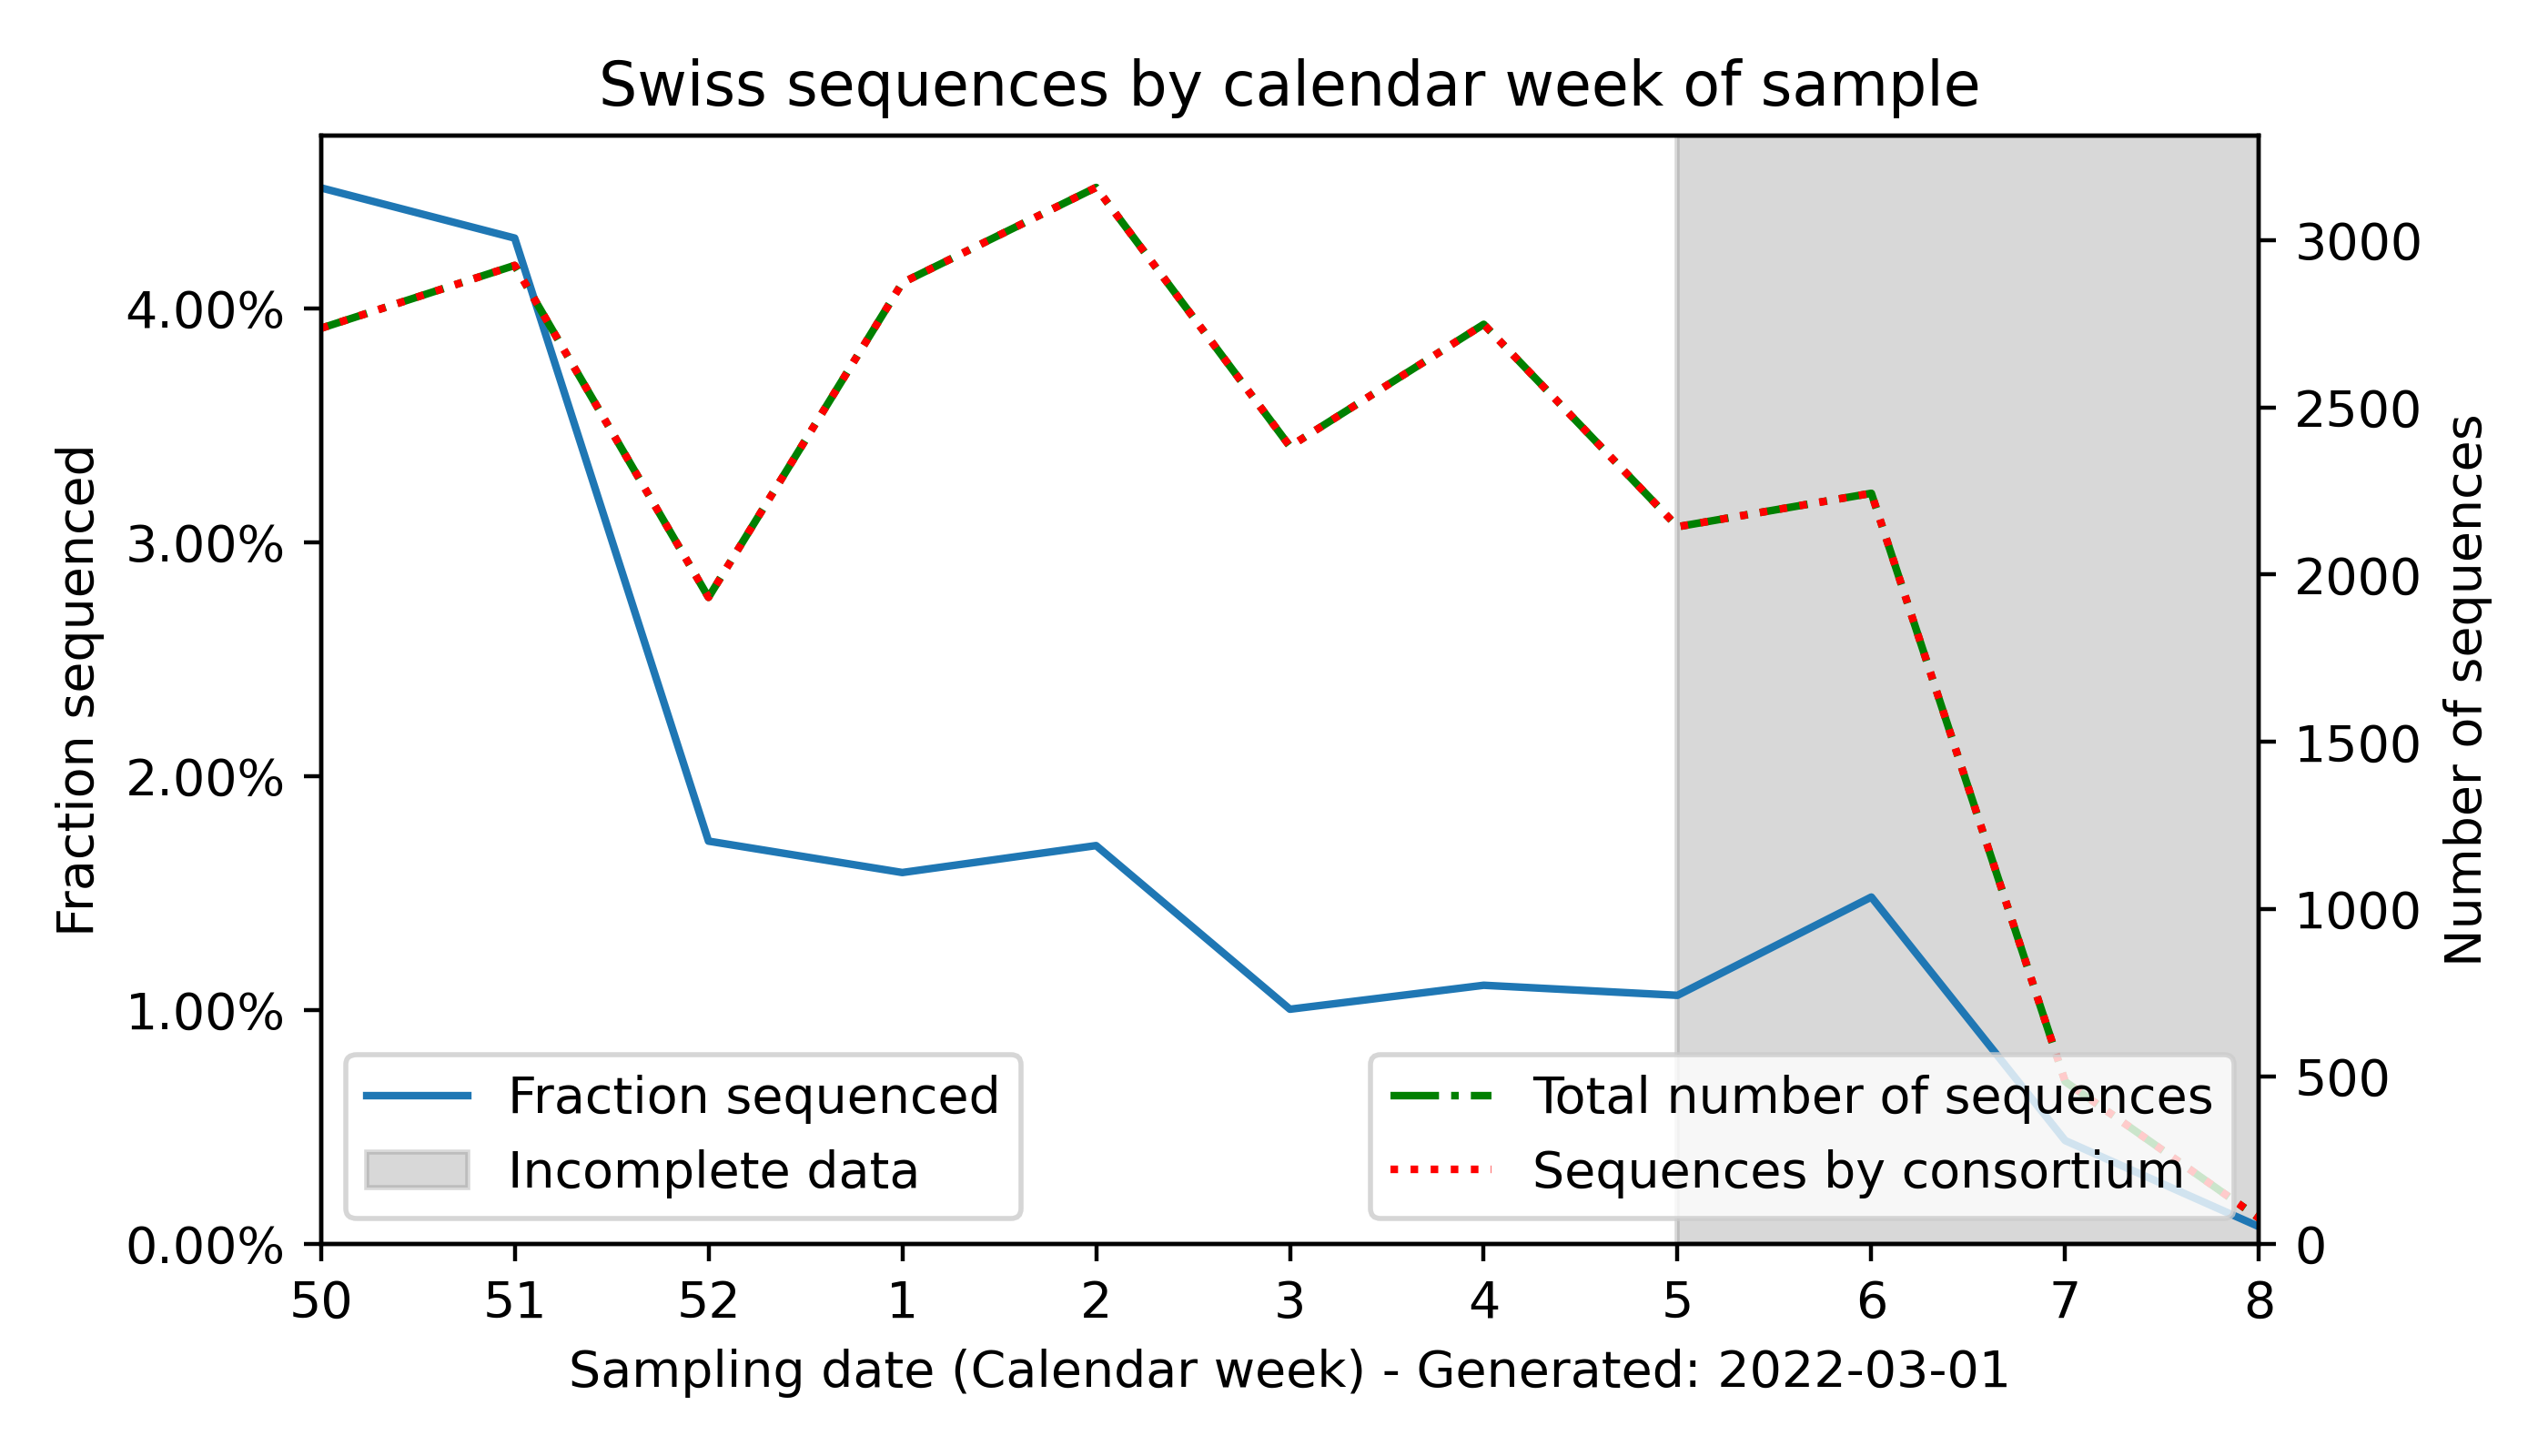 Swiss sequences by calendar week of sample
Fraction sequenced
4.00%
3.00%
2.00%
1.00%
0.00%
3000
2500
2000
1500
1000
500
0
Number of sequences
Fraction sequenced
Incomplete data
Total number of sequences
Sequences by consortium
50 51 52 1 2 3 4 5 6 7 8
Sampling date (Calendar week) - Generated: 2022-03-01